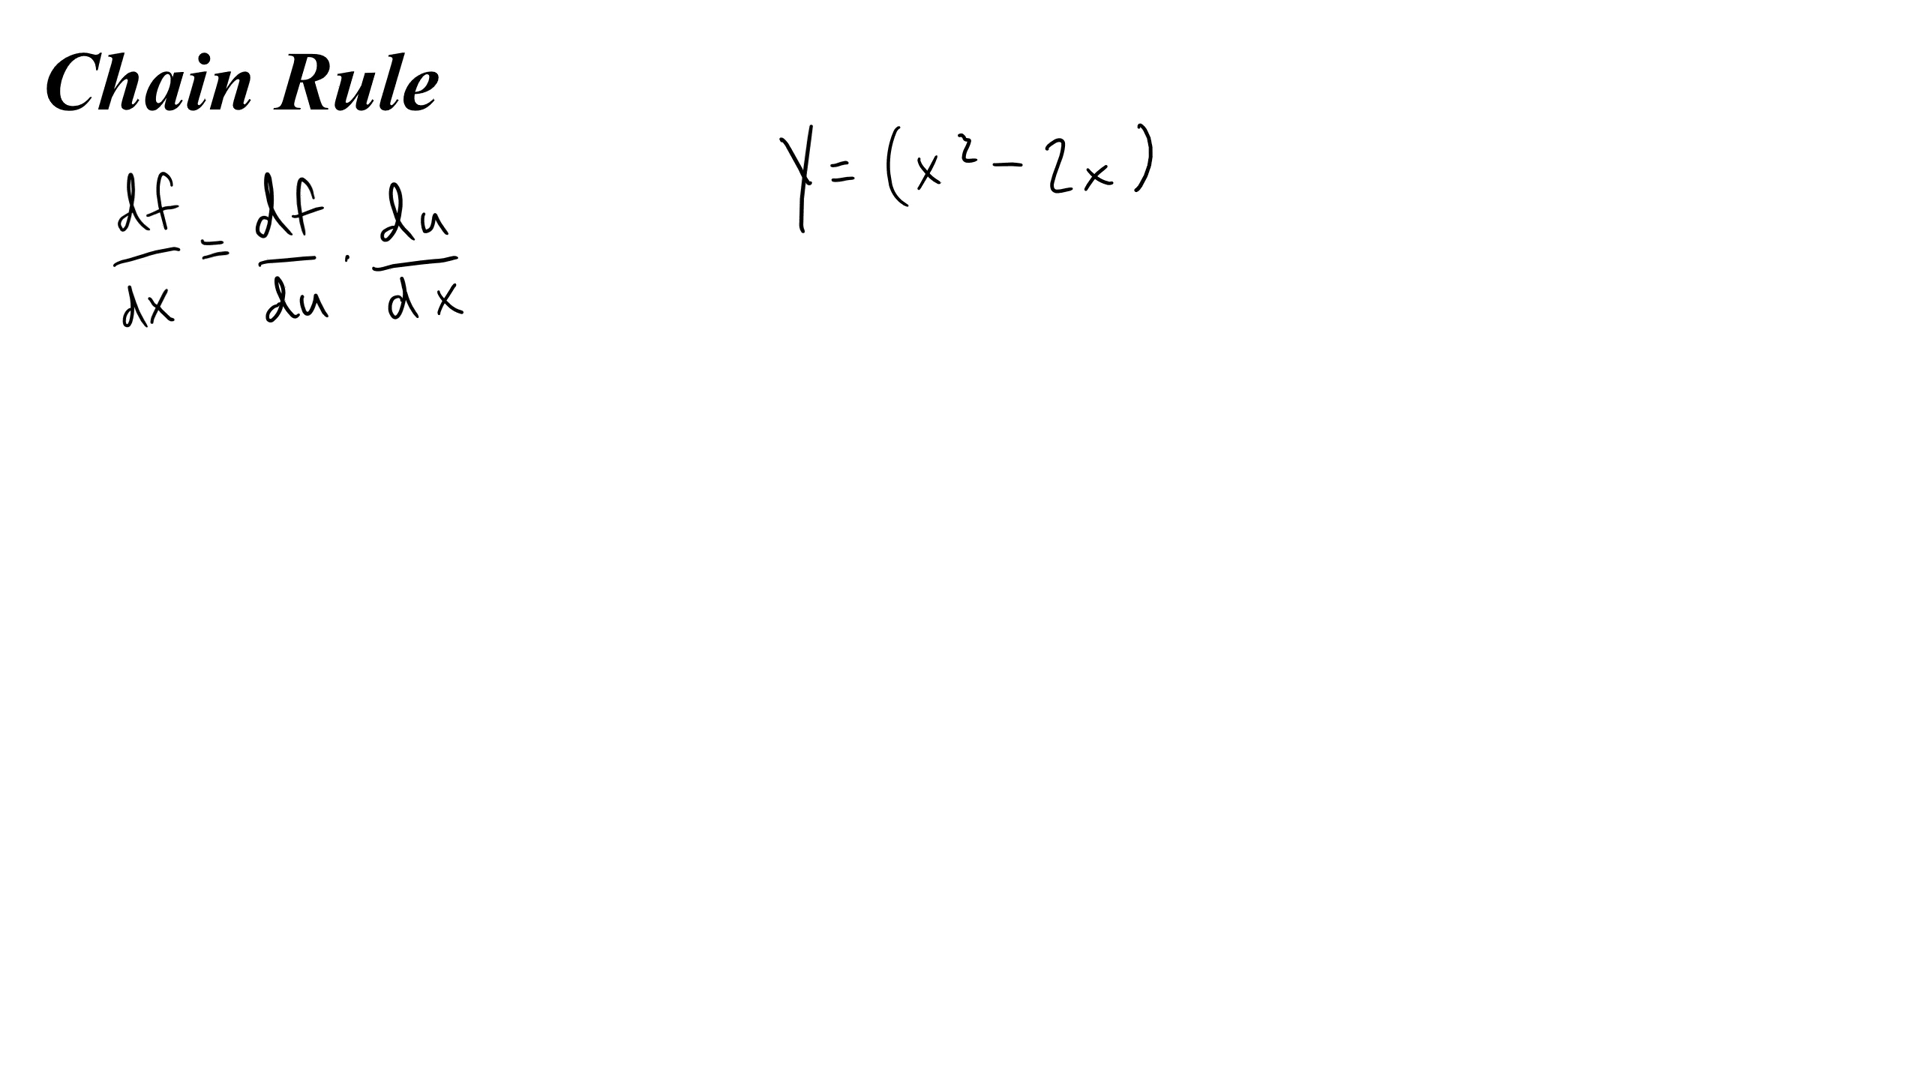 Chain Rule
df/dx = df/du · du/dx
y = (x² - 2x)